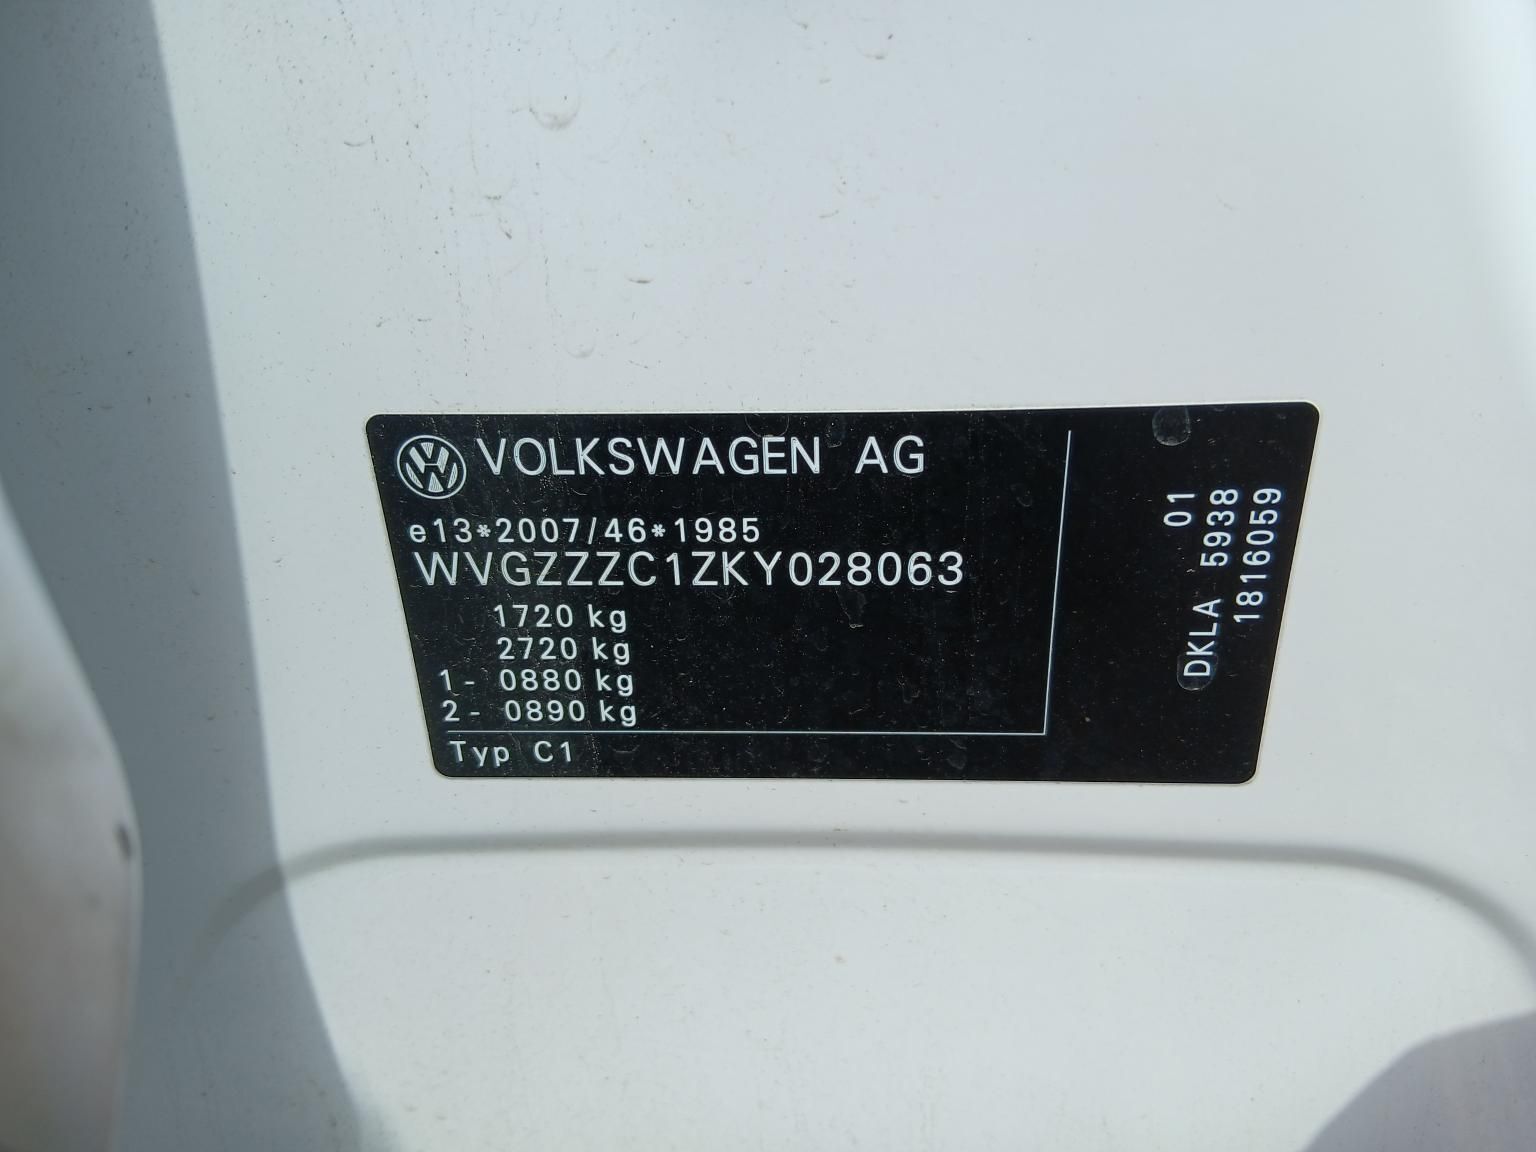 VOLKSWAGEN AG
e13*2007/46*1985
WVGZZZC1ZKY028063
1720 kg
2720 kg
1- 0880 kg
2- 0890 kg
Typ C1
01
DKLA 5938
1816059